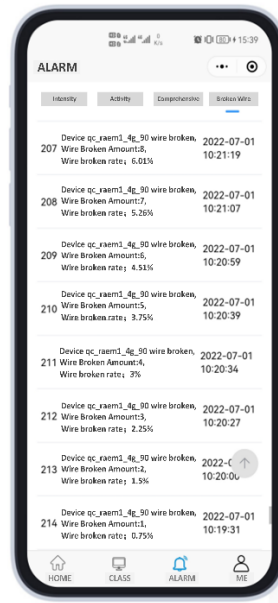 15:39
ALARM
Intensity Activity Comprehensive Broken Wire
207 Device qc_raem1_4g_90 wire broken, 2022-07-01
Wire Broken Amount:8, 10:21:19
Wire broken rate; 6.01%
208 Device qc_raem1_4g_90 wire broken, 2022-07-01
Wire Broken Amount:7, 10:21:07
Wire broken rate; 5.26%
209 Device qc_raem1_4g_90 wire broken, 2022-07-01
Wire Broken Amount:6, 10:20:59
Wire broken rate; 4.51%
210 Device qc_raem1_4g_90 wire broken, 2022-07-01
Wire Broken Amount:5, 10:20:39
Wire broken rate; 3.75%
211 Device qc_raem1_4g_90 wire broken, 2022-07-01
Wire Broken Amount:4, 10:20:34
Wire broken rate; 3%
212 Device qc_raem1_4g_90 wire broken, 2022-07-01
Wire Broken Amount:3, 10:20:27
Wire broken rate; 2.25%
213 Device qc_raem1_4g_90 wire broken,
Wire Broken Amount:2,
Wire broken rate; 1.5%
214 Device qc_raem1_4g_90 wire broken, 2022-07-01
Wire Broken Amount:1, 10:19:31
Wire broken rate; 0.75%
HOME CLASS ALARM ME